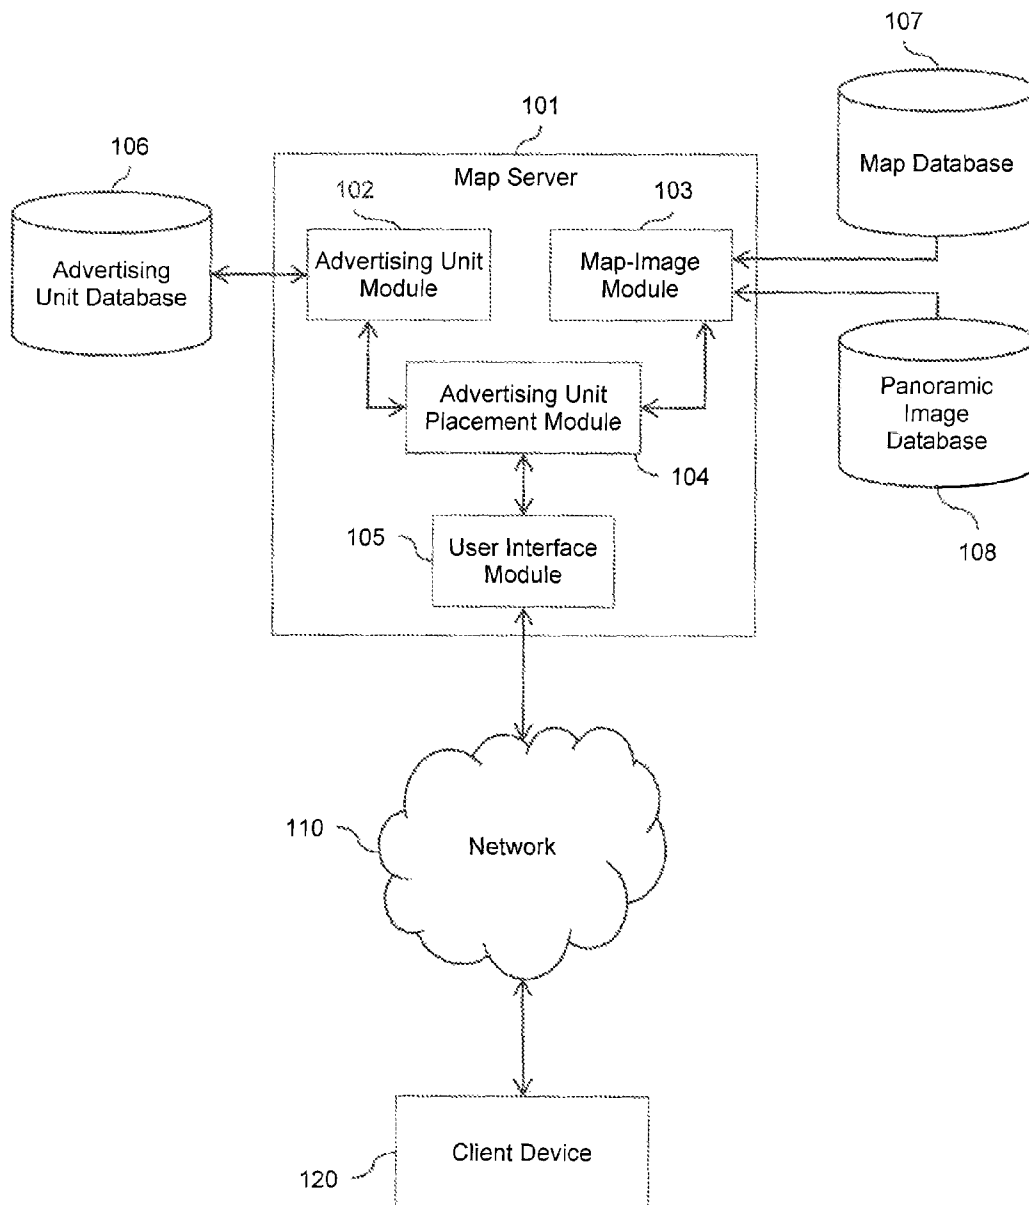 107
101
106
Map Server
Map Database
102
103
Advertising
Unit Database
Advertising Unit
Module
Map-Image
Module
Advertising Unit
Placement Module
Panoramic
Image
Database
104
105
User Interface
Module
108
110
Network
Client Device
120